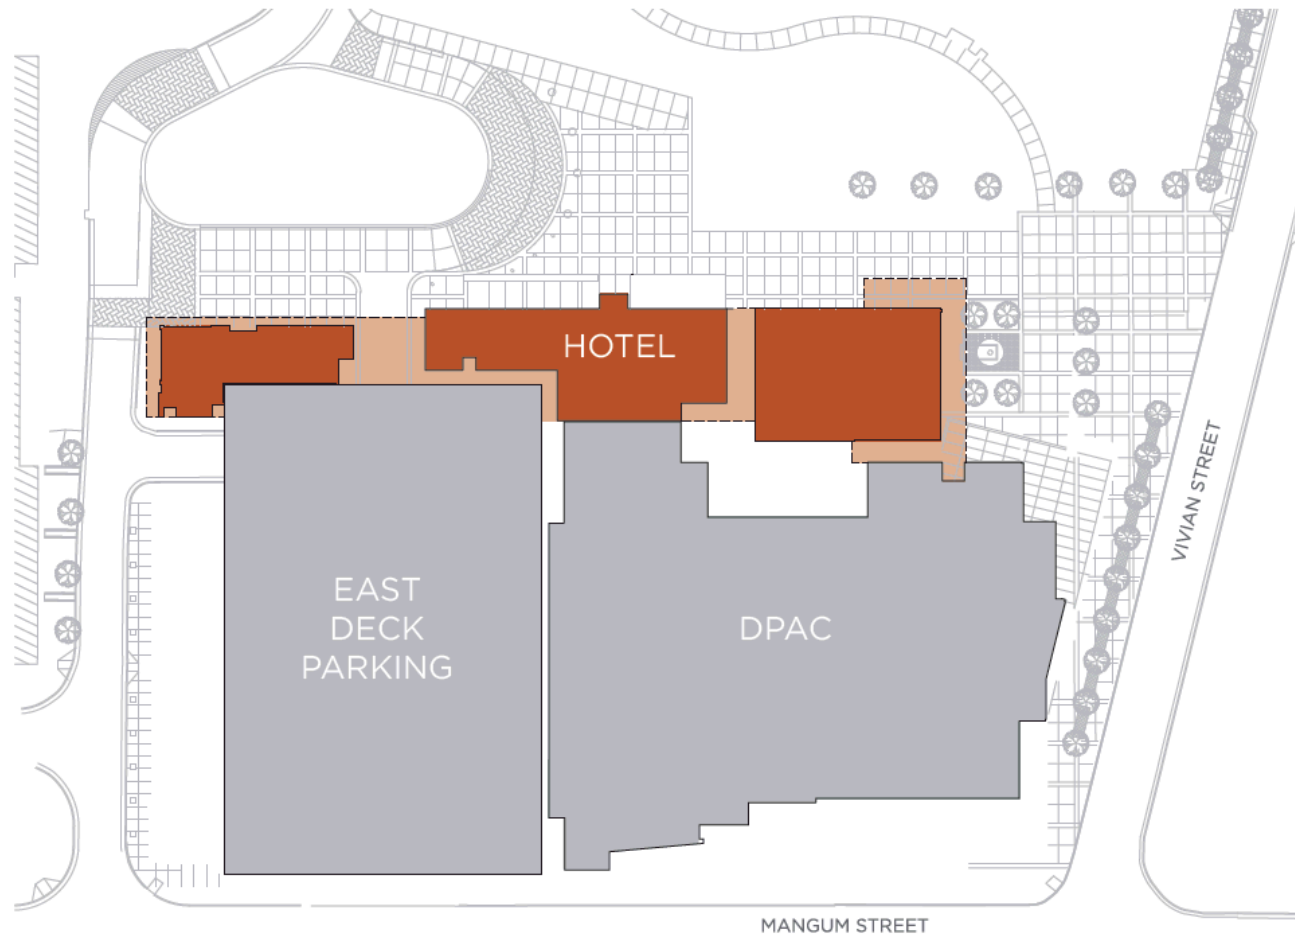 HOTEL
EAST
DECK
PARKING
DPAC
VIVIAN STREET
MANGUM STREET